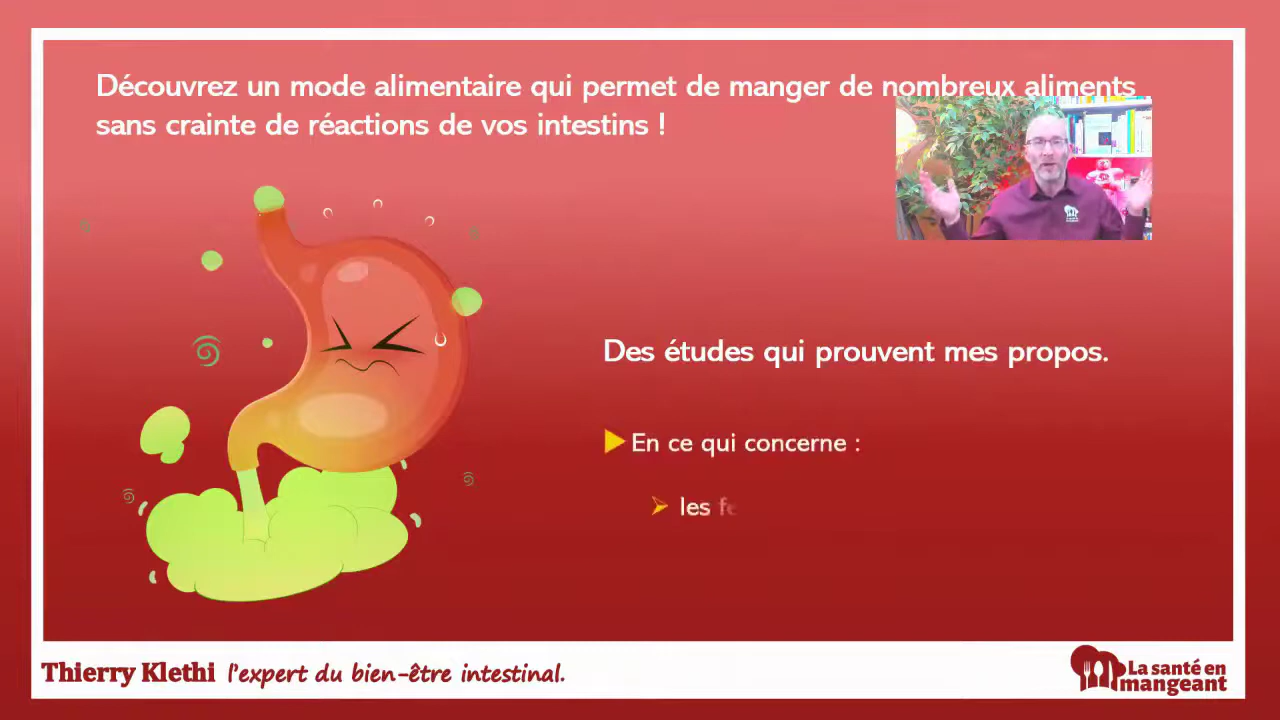 Découvrez un mode alimentaire qui permet de manger de nombreux aliments
sans crainte de réactions de vos intestins !
Des études qui prouvent mes propos.
En ce qui concerne :
les
Thierry Klethi l'expert du bien-être intestinal.
La santé en
mangeant